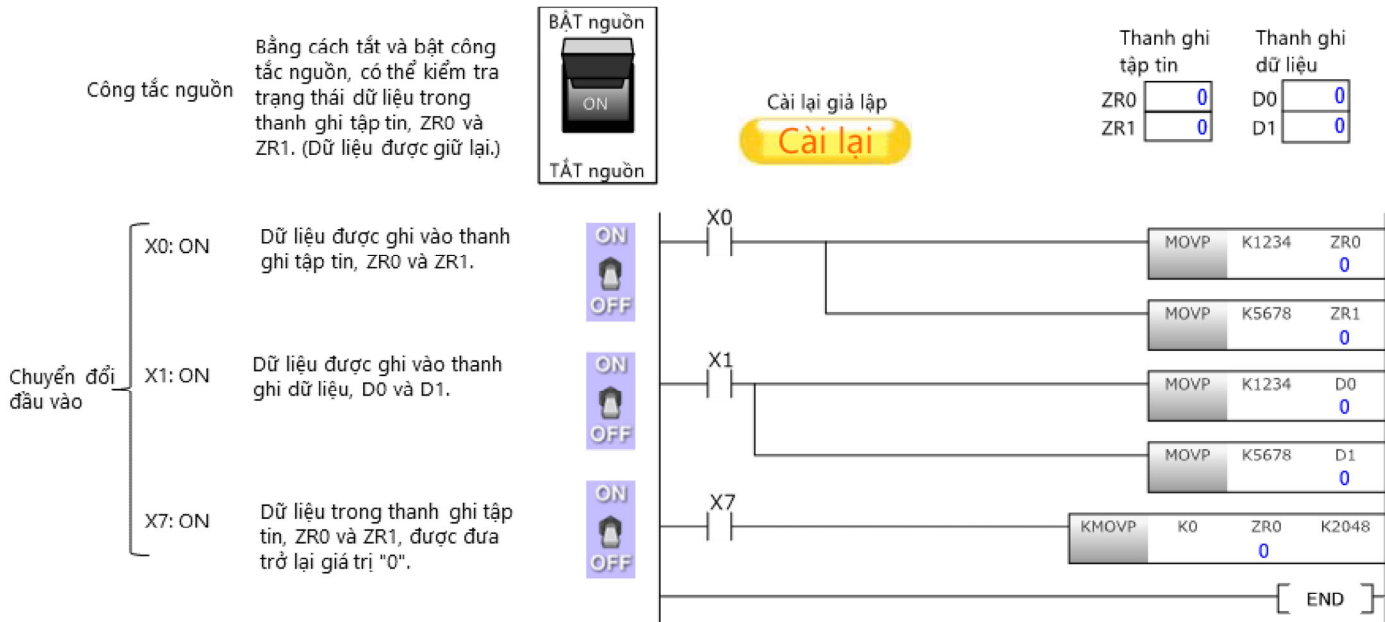 Công tắc nguồn
Bằng cách tắt và bật công
tắc nguồn, có thể kiểm tra
trạng thái dữ liệu trong
thanh ghi tập tin, ZR0 và
ZR1. (Dữ liệu được giữ lại.)
BẬT nguồn
ON
TẮT nguồn
Cài lại giả lập
Cài lại
Thanh ghi
tập tin
ZR0 0
ZR1 0
Thanh ghi
dữ liệu
D0 0
D1 0
Chuyển đổi
đầu vào
X0: ON
Dữ liệu được ghi vào thanh
ghi tập tin, ZR0 và ZR1.
ON
OFF
X0
MOVP K1234 ZR0
0
MOVP K5678 ZR1
0
X1: ON
Dữ liệu được ghi vào thanh
ghi dữ liệu, D0 và D1.
ON
OFF
X1
MOVP K1234 D0
0
MOVP K5678 D1
0
X7: ON
Dữ liệu trong thanh ghi tập
tin, ZR0 và ZR1, được đưa
trở lại giá trị "0".
ON
OFF
X7
KMOVP K0 ZR0 K2048
0
END